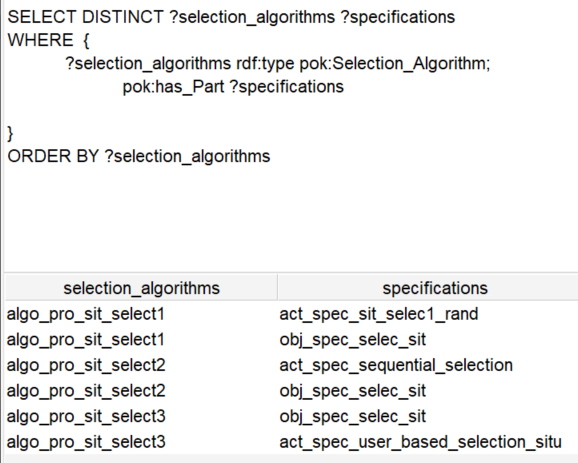 SELECT DISTINCT ?selection_algorithms ?specifications
WHERE {
?selection_algorithms rdf:type pok:Selection_Algorithm;
pok:has_Part ?specifications
}
ORDER BY ?selection_algorithms
selection_algorithms specifications
algo_pro_sit_select1 act_spec_sit_selec1_rand
algo_pro_sit_select1 obj_spec_selec_sit
algo_pro_sit_select2 act_spec_sequential_selection
algo_pro_sit_select2 obj_spec_selec_sit
algo_pro_sit_select3 obj_spec_selec_sit
algo_pro_sit_select3 act_spec_user_based_selection_situ